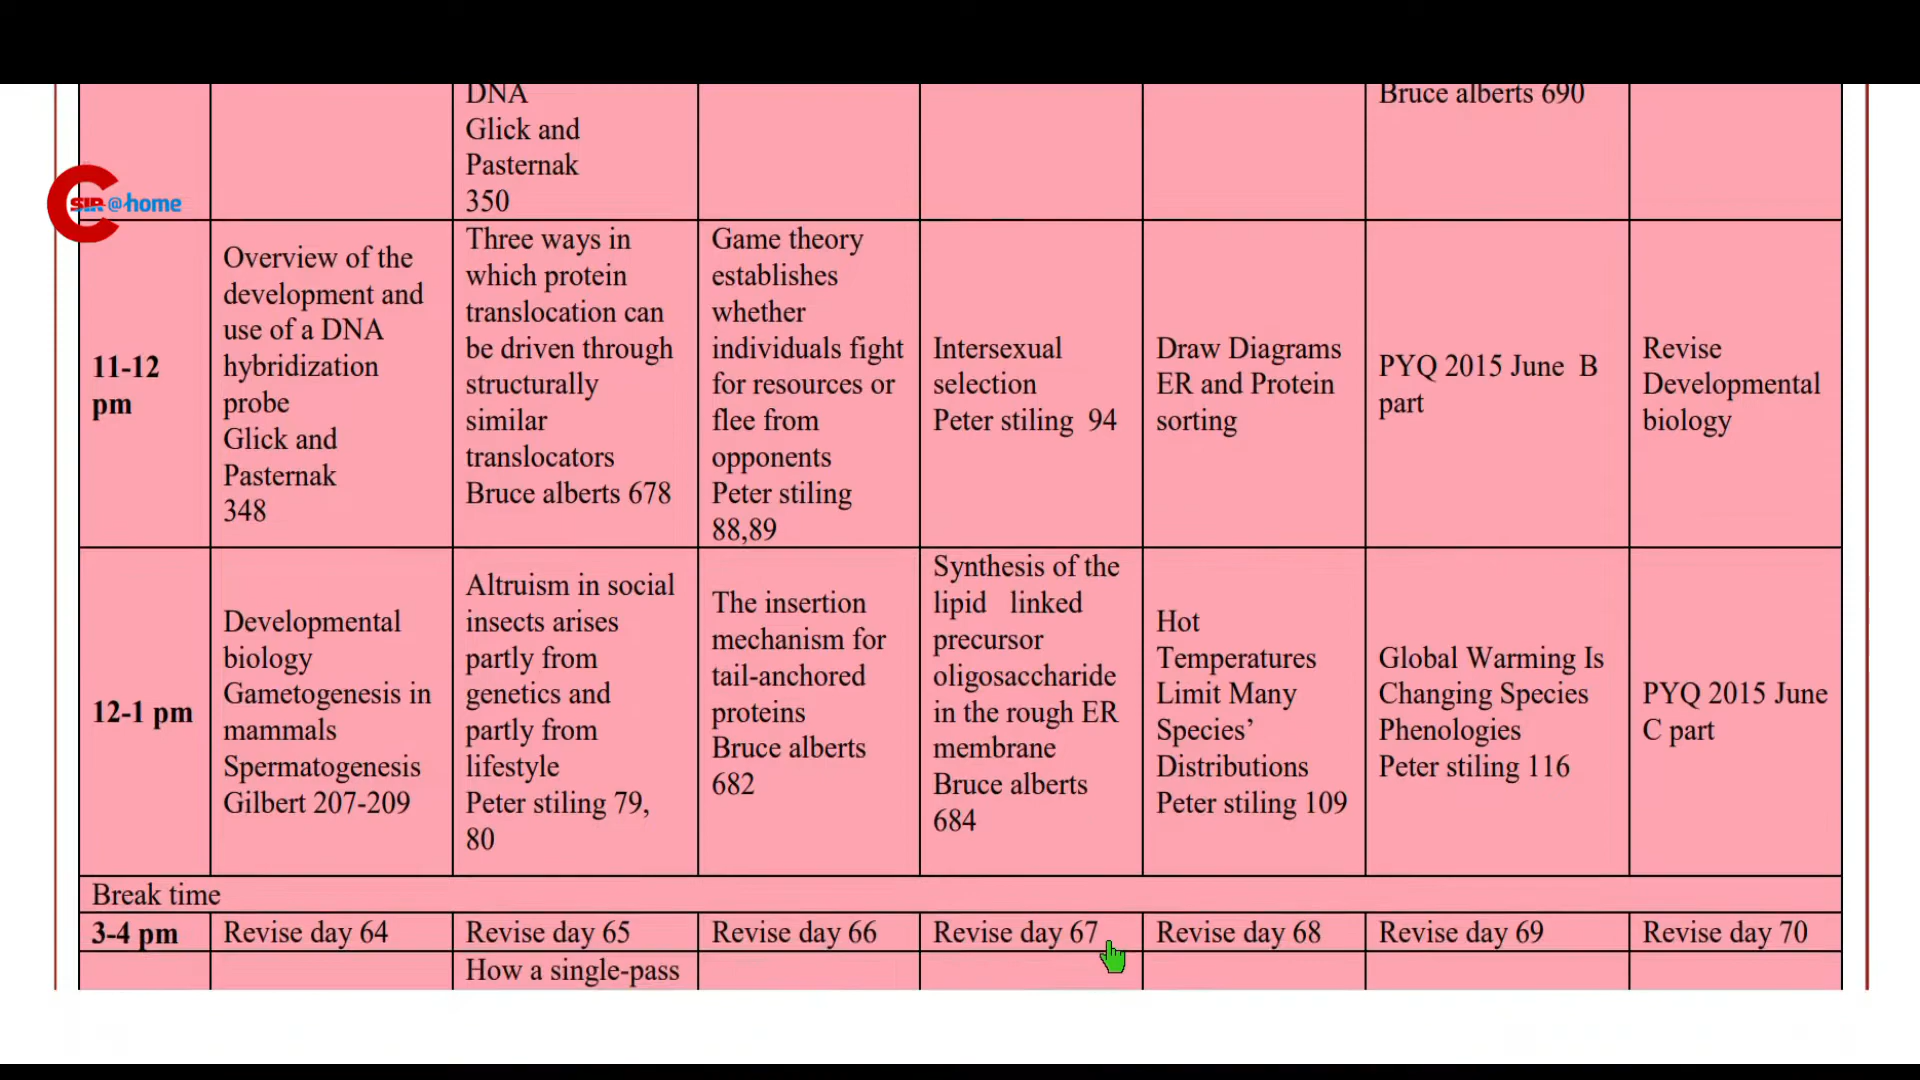 DNA
Glick and
Pasternak
350
Bruce alberts 690
SIR @home
11-12
pm
Overview of the
development and
use of a DNA
hybridization
probe
Glick and
Pasternak
348
Three ways in
which protein
translocation can
be driven through
structurally
similar
translocators
Bruce alberts 678
Game theory
establishes
whether
individuals fight
for resources or
flee from
opponents
Peter stiling
88,89
Intersexual
selection
Peter stiling 94
Draw Diagrams
ER and Protein
sorting
PYQ 2015 June B
part
Revise
Developmental
biology
12-1 pm
Developmental
biology
Gametogenesis in
mammals
Spermatogenesis
Gilbert 207-209
Altruism in social
insects arises
partly from
genetics and
partly from
lifestyle
Peter stiling 79,
80
The insertion
mechanism for
tail-anchored
proteins
Bruce alberts
682
Synthesis of the
lipid linked
precursor
oligosaccharide
in the rough ER
membrane
Bruce alberts
684
Hot
Temperatures
Limit Many
Species’
Distributions
Peter stiling 109
Global Warming Is
Changing Species
Phenologies
Peter stiling 116
PYQ 2015 June
C part
Break time
3-4 pm
Revise day 64
Revise day 65
Revise day 66
Revise day 67
Revise day 68
Revise day 69
Revise day 70
How a single-pass